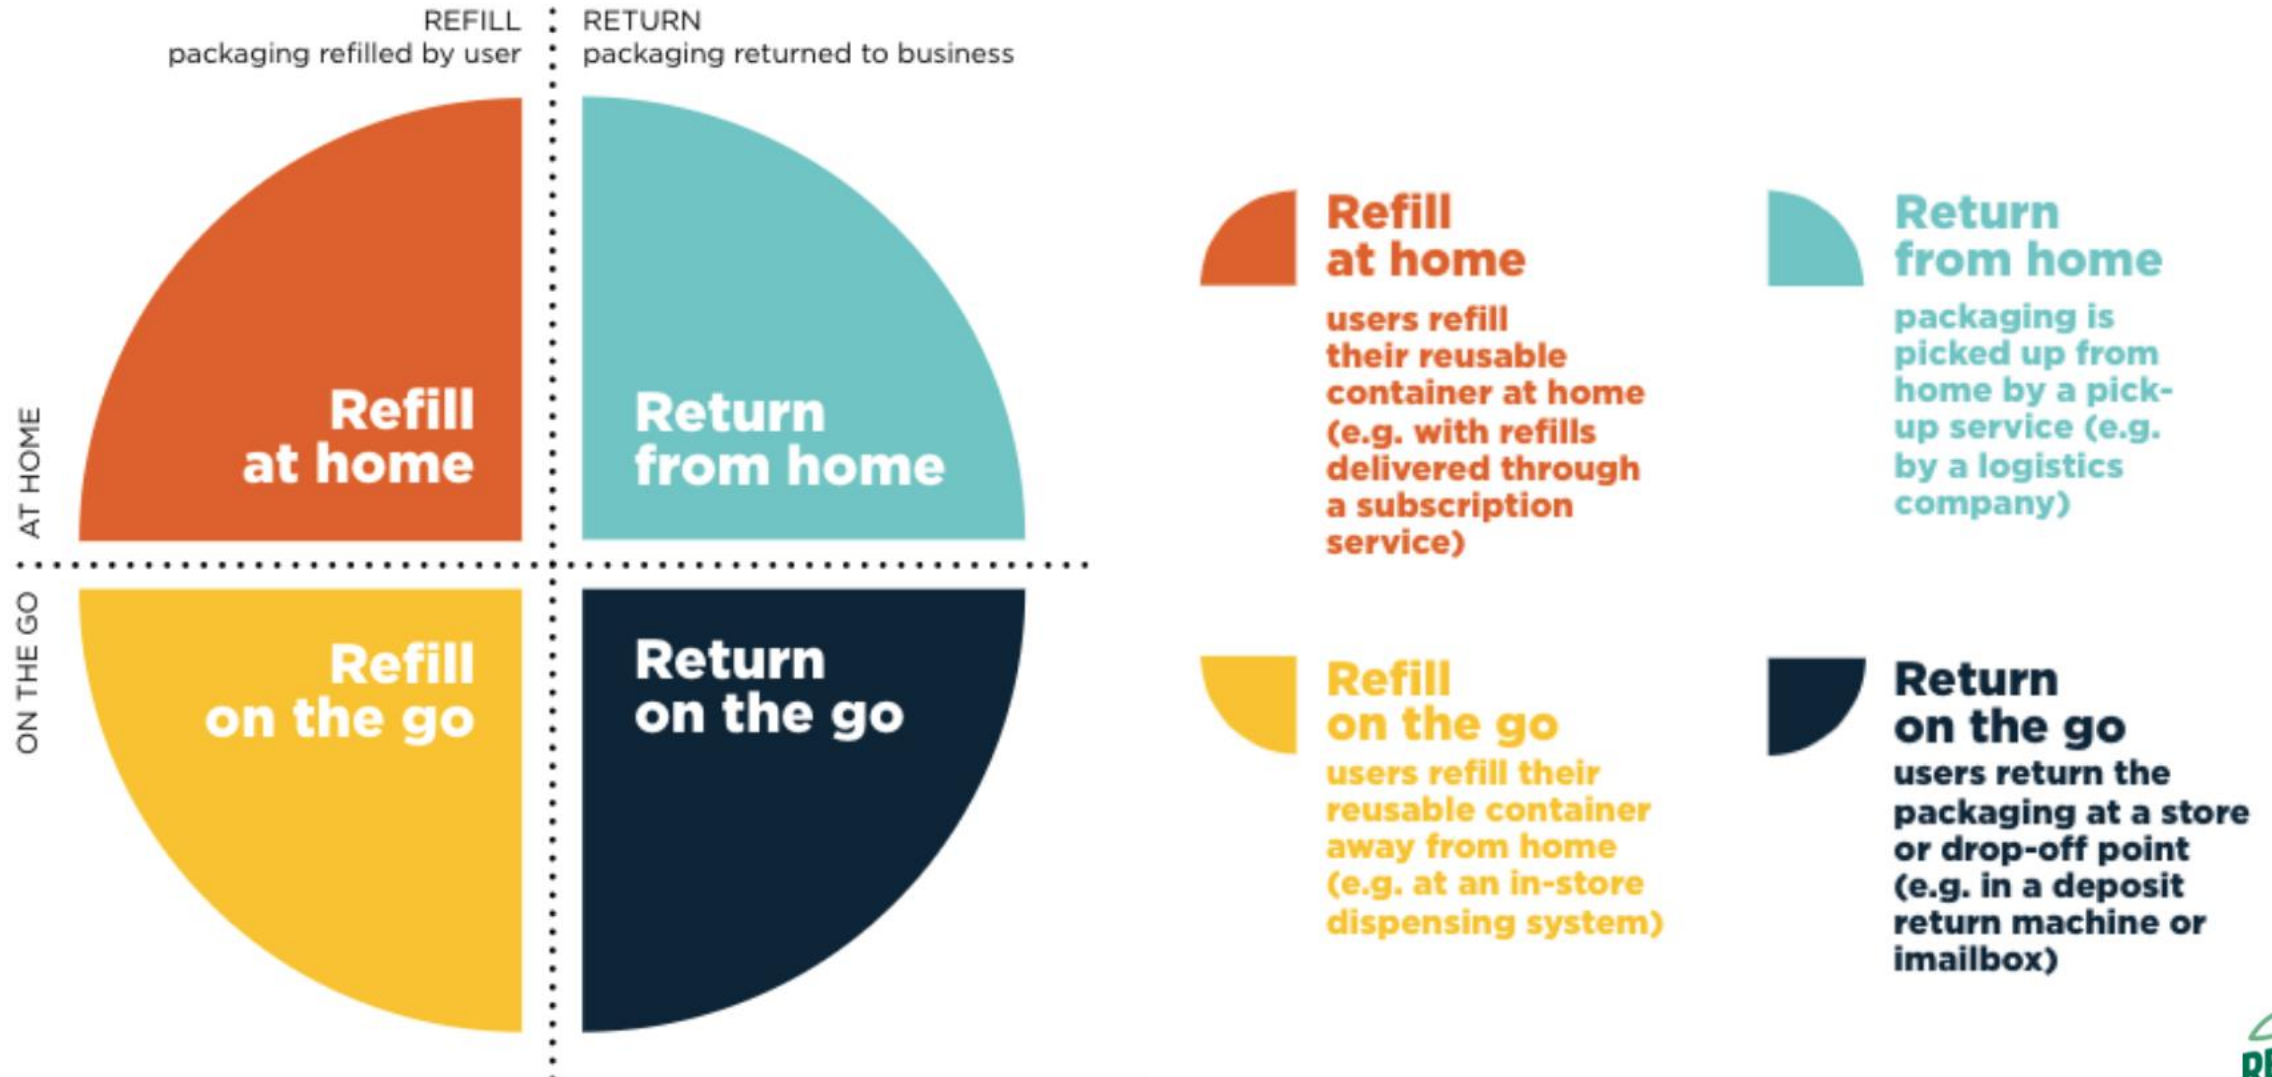 REFILL
packaging refilled by user
RETURN
packaging returned to business
AT HOME
Refill
at home
Return
from home
ON THE GO
Refill
on the go
Return
on the go
Refill
at home
users refill
their reusable
container at home
(e.g. with refills
delivered through
a subscription
service)
Return
from home
packaging is
picked up from
home by a pick-
up service (e.g.
by a logistics
company)
Refill
on the go
users refill their
reusable container
away from home
(e.g. at an in-store
dispensing system)
Return
on the go
users return the
packaging at a store
or drop-off point
(e.g. in a deposit
return machine or
imailbox)